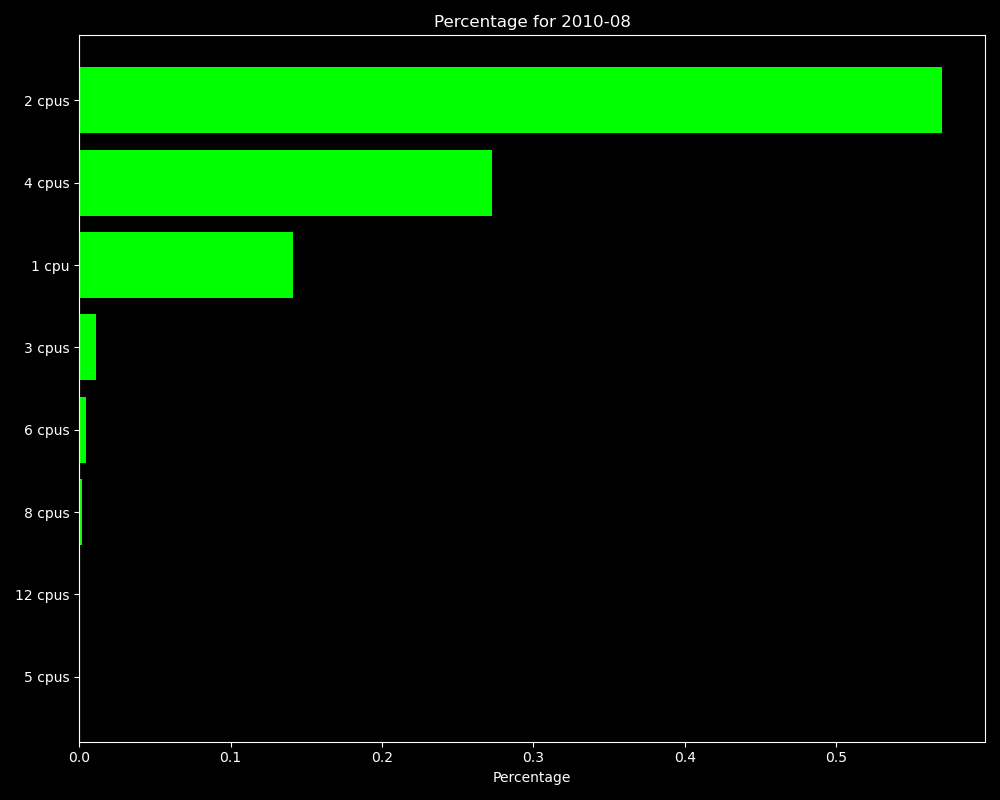 Percentage for 2010-08
2 cpus
4 cpus
1 cpu
3 cpus
6 cpus
8 cpus
12 cpus
5 cpus
0.0 0.1 0.2 0.3 0.4 0.5
Percentage